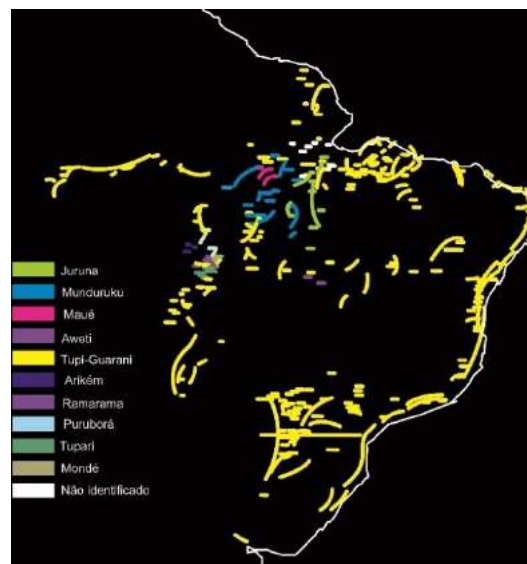 Juruna
Munduruku
Maué
Aweti
Tupi-Guarani
Arikém
Ramarama
Puruborá
Tupari
Mondé
Não identificado